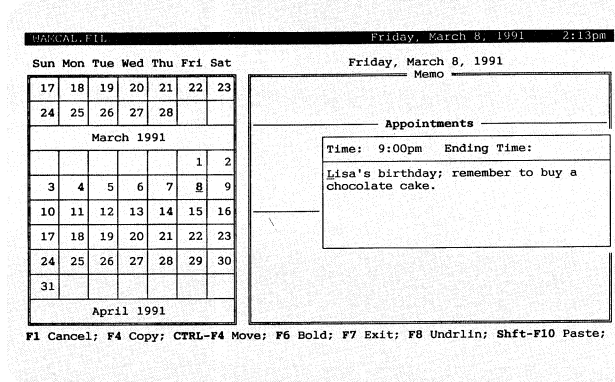 WAMCAL.FIL Friday, March 8, 1991 2:13pm
Sun Mon Tue Wed Thu Fri Sat
17 18 19 20 21 22 23
24 25 26 27 28
March 1991
1 2
3 4 5 6 7 8 9
10 11 12 13 14 15 16
17 18 19 20 21 22 23
24 25 26 27 28 29 30
31
April 1991
Friday, March 8, 1991
Memo
Appointments
Time: 9:00pm Ending Time:
Lisa's birthday; remember to buy a
chocolate cake.
F1 Cancel; F4 Copy; CTRL-F4 Move; F6 Bold; F7 Exit; F8 Undrlin; Shft-F10 Paste;